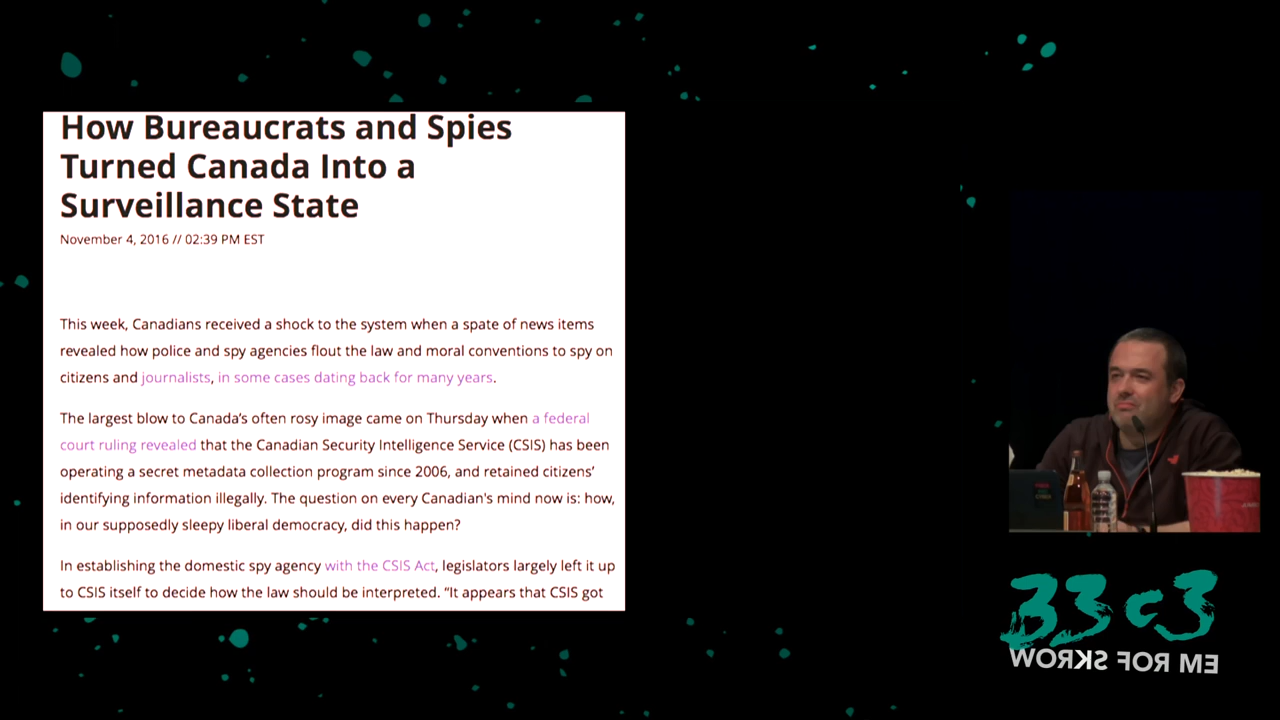 How Bureaucrats and Spies
Turned Canada Into a
Surveillance State
November 4, 2016 // 02:39 PM EST
This week, Canadians received a shock to the system when a spate of news items
revealed how police and spy agencies flout the law and moral conventions to spy on
citizens and journalists, in some cases dating back for many years.
The largest blow to Canada’s often rosy image came on Thursday when a federal
court ruling revealed that the Canadian Security Intelligence Service (CSIS) has been
operating a secret metadata collection program since 2006, and retained citizens’
identifying information illegally. The question on every Canadian's mind now is: how,
in our supposedly sleepy liberal democracy, did this happen?
In establishing the domestic spy agency with the CSIS Act, legislators largely left it up
to CSIS itself to decide how the law should be interpreted. “It appears that CSIS got
33c3
WORKS FOR ME